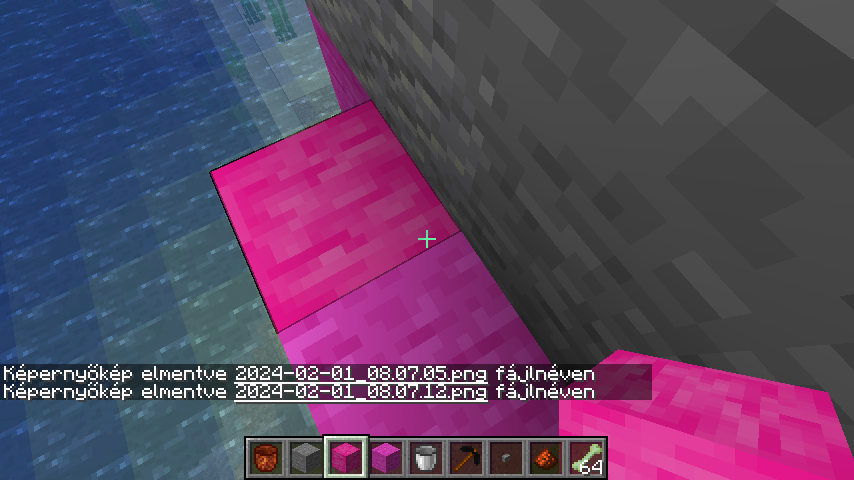 Képernyőkép elmentve 2024-02-01_08.07.05.png fájlnéven
Képernyőkép elmentve 2024-02-01_08.07.12.png fájlnéven
64